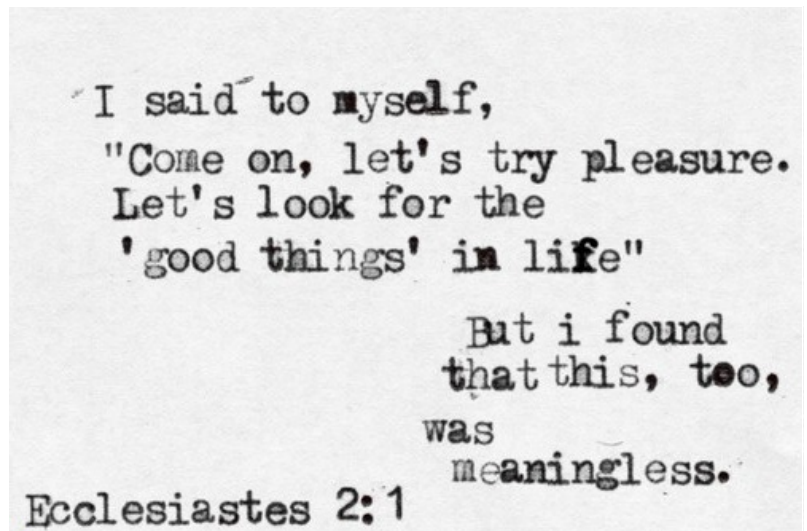 I said to myself,
"Come on, let's try pleasure.
Let's look for the
'good things' in life"
But i found
that this, too,
was
meaningless.
Ecclesiastes 2:1